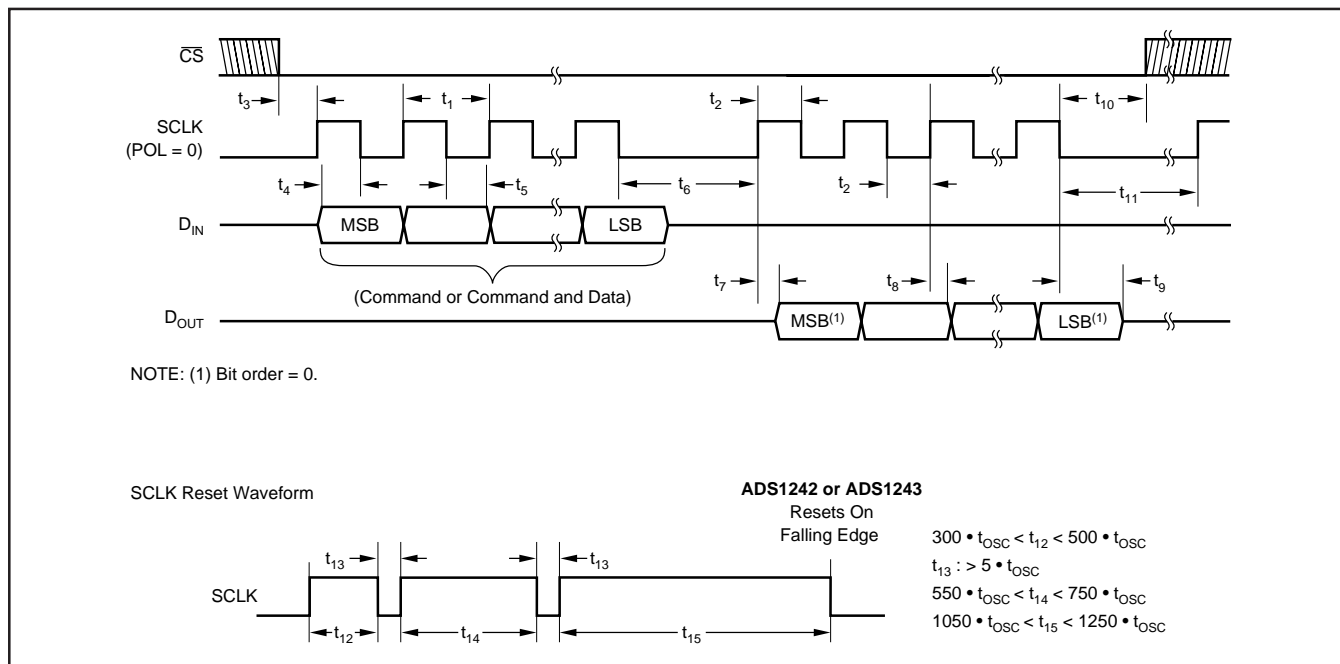 CS
t3
t1
t2
t10
SCLK
(POL = 0)
t4
t5
t6
t2
t11
DIN
MSB
LSB
(Command or Command and Data)
t7
t8
t9
DOUT
MSB(1)
LSB(1)
NOTE: (1) Bit order = 0.
SCLK Reset Waveform
ADS1242 or ADS1243
Resets On
Falling Edge
300 • tOSC < t12 < 500 • tOSC
t13 : > 5 • tOSC
550 • tOSC < t14 < 750 • tOSC
1050 • tOSC < t15 < 1250 • tOSC
t13
t13
SCLK
t12
t14
t15